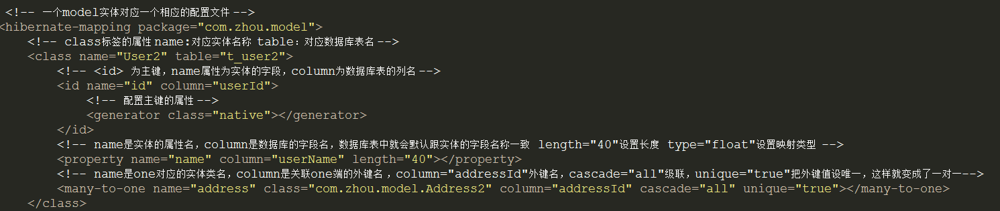 <!-- 一个model实体对应一个相应的配置文件-->
<hibernate-mapping package="com.zhou.model">
<!-- class标签的属性 name:对应实体名称 table：对应数据库表名-->
<class name="User2" table="t_user2">
<!-- <id> 为主键，name属性为实体的字段，column为数据库表的列名-->
<id name="id" column="userId">
<!-- 配置主键的属性-->
<generator class="native"></generator>
</id>
<!-- name是实体的属性名，column是数据库的字段名，数据库表中就会默认跟实体的字段名称一致 length="40"设置长度 type="float"设置映射类型 -->
<property name="name" column="userName" length="40"></property>
<!-- name是one对应的实体类名，column是关联one端的外键名，column="addressId"外键名，cascade="all"级联，unique="true"把外键值设唯一，这样就变成了一对一-->
<many-to-one name="address" class="com.zhou.model.Address2" column="addressId" cascade="all" unique="true"></many-to-one>
</class>